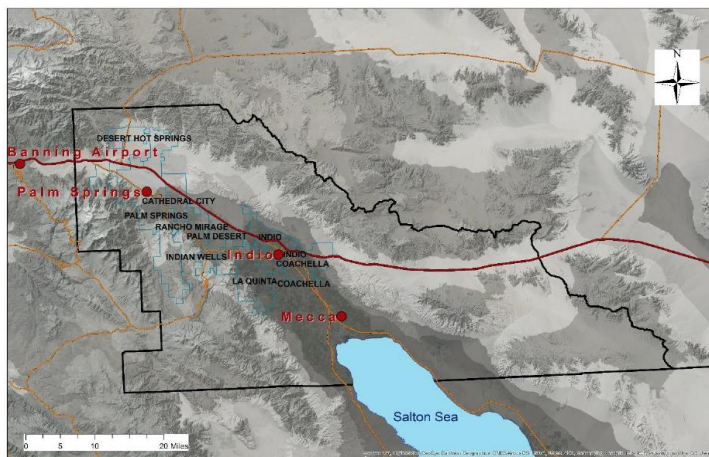 N
DESERT HOT SPRINGS
Banning Airport
Palm Springs
CATHEDRAL CITY
PALM SPRINGS
RANCHO MIRAGE
PALM DESERT
INDIO
INDIAN WELLS
Indio
INDIO
COACHELLA
LA QUINTA
COACHELLA
Mecca
Salton Sea
0 5 10 20 Miles